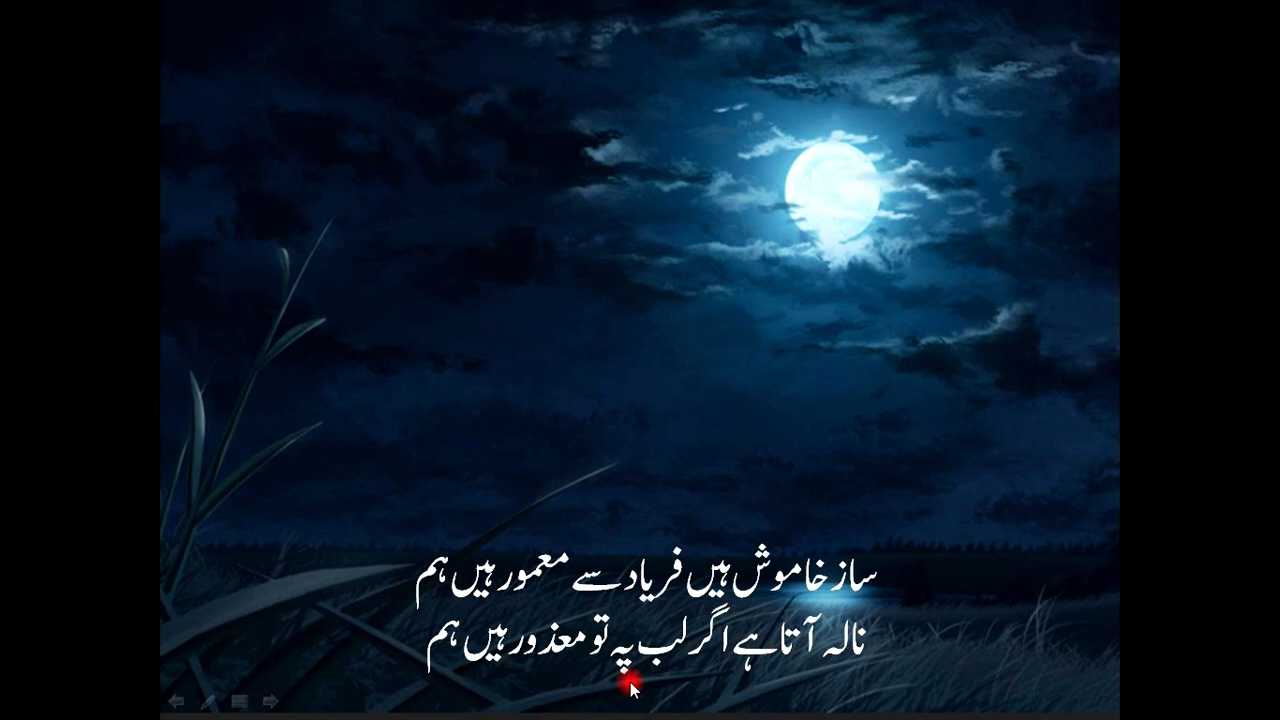 ساز خاموش ہیں فریاد سے معمور ہیں ہم
نالہ آتا ہے اگر لب پہ تو معذور ہیں ہم